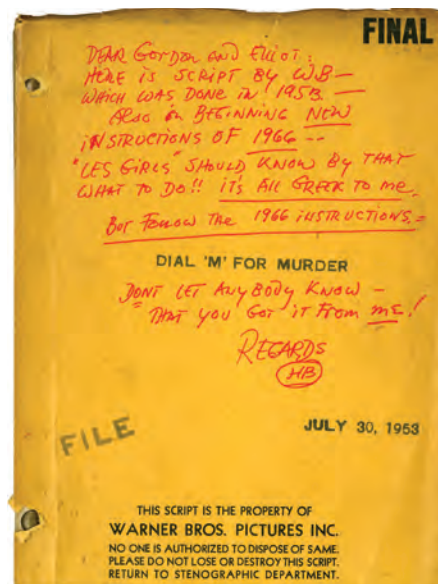 FINAL
DEAR GORDON AND ELLIOT:
HERE IS SCRIPT BY WB—
WHICH WAS DONE IN 1953—
ALSO IN BEGINNING NEW
INSTRUCTIONS OF 1966--
"LES GIRLS" SHOULD KNOW BY THAT
WHAT TO DO!! IT'S ALL GREEK TO ME.
BUT FOLLOW THE 1966 INSTRUCTIONS.=
DIAL 'M' FOR MURDER
DONT LET ANYBODY KNOW—
THAT YOU GOT IT FROM ME!
REGARDS
HB
JULY 30, 1953
FILE
THIS SCRIPT IS THE PROPERTY OF
WARNER BROS. PICTURES INC.
NO ONE IS AUTHORIZED TO DISPOSE OF SAME.
PLEASE DO NOT LOSE OR DESTROY THIS SCRIPT.
RETURN TO STENOGRAPHIC DEPARTMENT.